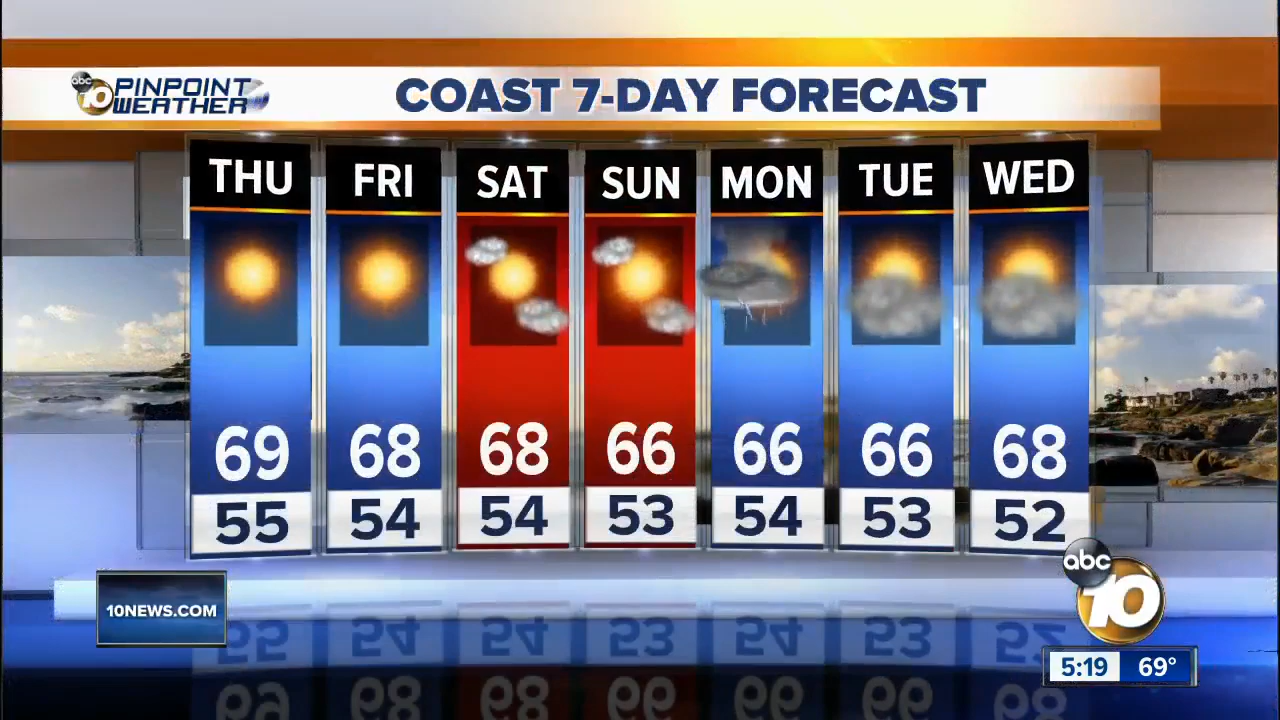 abc 10 PINPOINT WEATHER
COAST 7-DAY FORECAST
THU FRI SAT SUN MON TUE WED
69 68 68 66 66 66 68
55 54 54 53 54 53 52
10NEWS.COM
abc
10
5:19 69°